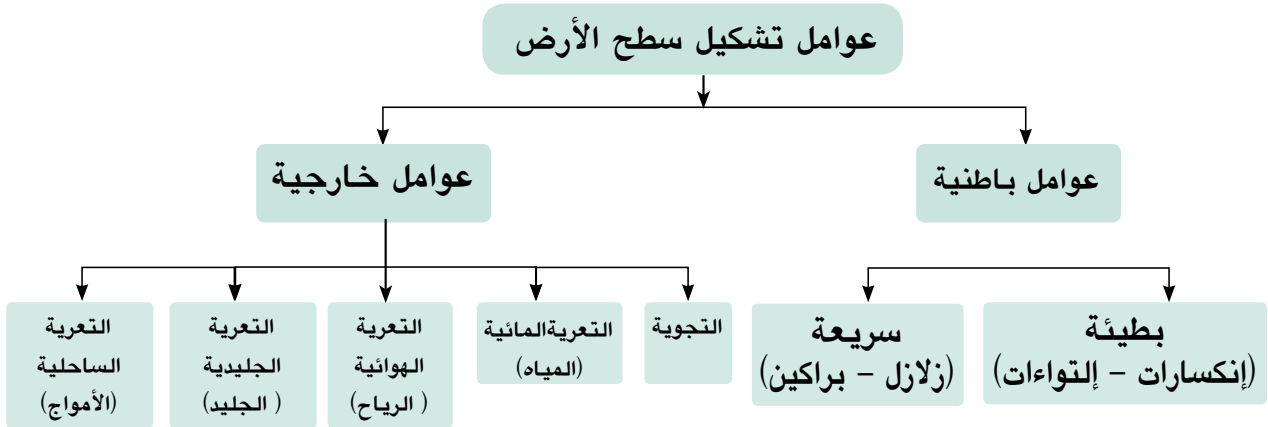 عوامل تشكيل سطح الأرض
عوامل باطنية
عوامل خارجية
بطيئة
(إنكسارات - إلتواءات)
سريعة
(زلازل - براكين)
التجوية
التعريةالمائية
(المياه)
التعرية
الهوائية
( الرياح)
التعرية
الجليدية
( الجليد)
التعرية
الساحلية
(الأمواج)